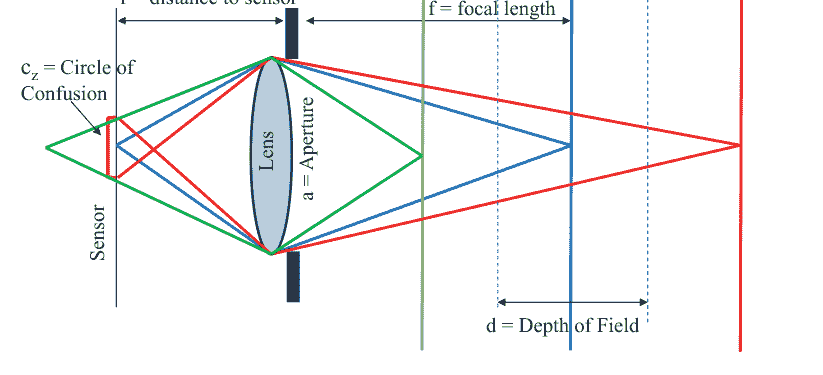 distance to sensor
f = focal length
c_z = Circle of
Confusion
Lens
a = Aperture
Sensor
d = Depth of Field